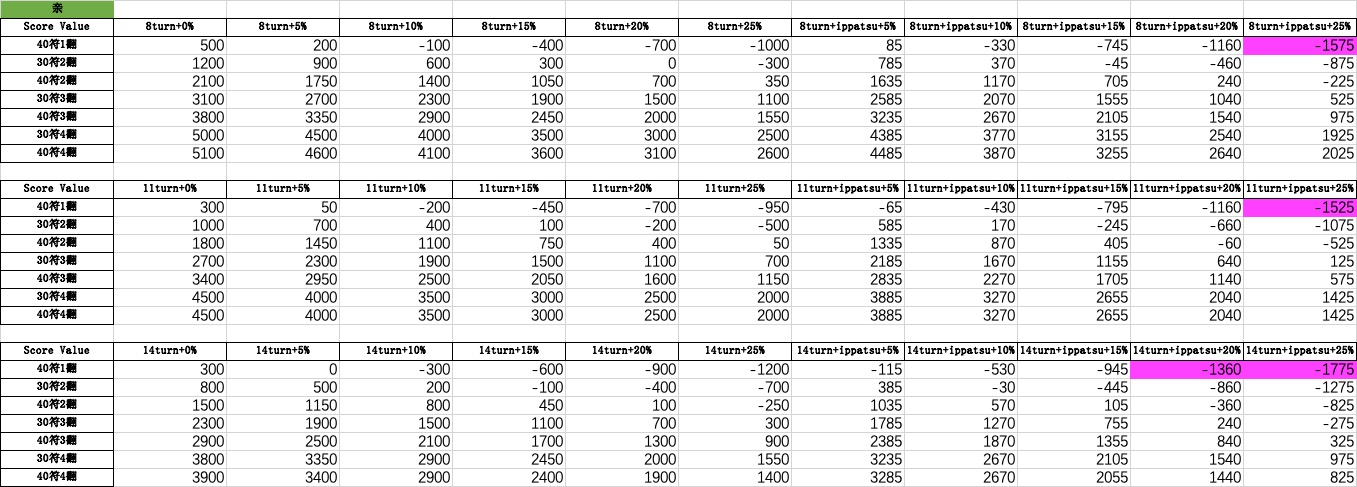 亲
Score Value 8turn+0% 8turn+5% 8turn+10% 8turn+15% 8turn+20% 8turn+25% 8turn+ippatsu+5% 8turn+ippatsu+10% 8turn+ippatsu+15% 8turn+ippatsu+20% 8turn+ippatsu+25%
40符1翻 500 200 -100 -400 -700 -1000 85 -330 -745 -1160 -1575
30符2翻 1200 900 600 300 0 -300 785 370 -45 -460 -875
40符2翻 2100 1750 1400 1050 700 350 1635 1170 705 240 -225
30符3翻 3100 2700 2300 1900 1500 1100 2585 2070 1555 1040 525
40符3翻 3800 3350 2900 2450 2000 1550 3235 2670 2105 1540 975
30符4翻 5000 4500 4000 3500 3000 2500 4385 3770 3155 2540 1925
40符4翻 5100 4600 4100 3600 3100 2600 4485 3870 3255 2640 2025
Score Value 11turn+0% 11turn+5% 11turn+10% 11turn+15% 11turn+20% 11turn+25% 11turn+ippatsu+5% 11turn+ippatsu+10% 11turn+ippatsu+15% 11turn+ippatsu+20% 11turn+ippatsu+25%
40符1翻 300 50 -200 -450 -700 -950 -65 -430 -795 -1160 -1525
30符2翻 1000 700 400 100 -200 -500 585 170 -245 -660 -1075
40符2翻 1800 1450 1100 750 400 50 1335 870 405 -60 -525
30符3翻 2700 2300 1900 1500 1100 700 2185 1670 1155 640 125
40符3翻 3400 2950 2500 2050 1600 1150 2835 2270 1705 1140 575
30符4翻 4500 4000 3500 3000 2500 2000 3885 3270 2655 2040 1425
40符4翻 4500 4000 3500 3000 2500 2000 3885 3270 2655 2040 1425
Score Value 14turn+0% 14turn+5% 14turn+10% 14turn+15% 14turn+20% 14turn+25% 14turn+ippatsu+5% 14turn+ippatsu+10% 14turn+ippatsu+15% 14turn+ippatsu+20% 14turn+ippatsu+25%
40符1翻 300 0 -300 -600 -900 -1200 -115 -530 -945 -1360 -1775
30符2翻 800 500 200 -100 -400 -700 385 -30 -445 -860 -1275
40符2翻 1500 1150 800 450 100 -250 1035 570 105 -360 -825
30符3翻 2300 1900 1500 1100 700 300 1785 1270 755 240 -275
40符3翻 2900 2500 2100 1700 1300 900 2385 1870 1355 840 325
30符4翻 3800 3350 2900 2450 2000 1550 3235 2670 2105 1540 975
40符4翻 3900 3400 2900 2400 1900 1400 3285 2670 2055 1440 825